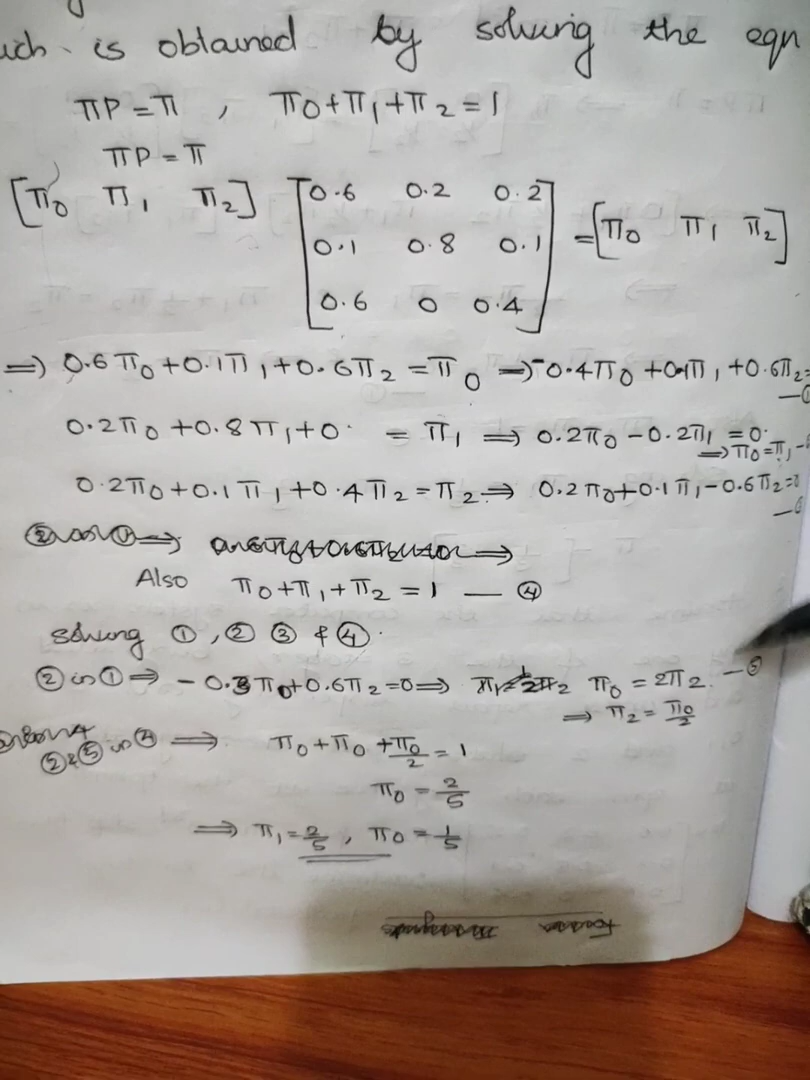 is obtained by solving the eqn
πP = π , π0+π1+π2 = 1
πP = π
[π0 π1 π2] [0.6 0.2 0.2
0.1 0.8 0.1 = [π0 π1 π2]
0.6 0 0.4]
⇒ 0.6π0+0.1π1+0.6π2 = π0 ⇒ -0.4π0+0.1π1+0.6π2=
0.2π0+0.8π1+0 = π1 ⇒ 0.2π0-0.2π1=0
⇒ π0=π1
0.2π0+0.1π1+0.4π2=π2 ⇒ 0.2π0+0.1π1-0.6π2=0
Also π0+π1+π2 = 1 — ④
solving ①, ② ③ & ④.
② in ① ⇒ -0.3π0+0.6π2=0 ⇒ π0 = 2π2 — ⑤
⇒ π2 = π0/2
②&⑤ in ④ ⇒ π0+π0+π0/2 = 1
π0 = 2/5
⇒ π1 = 2/5, π0 = 1/5